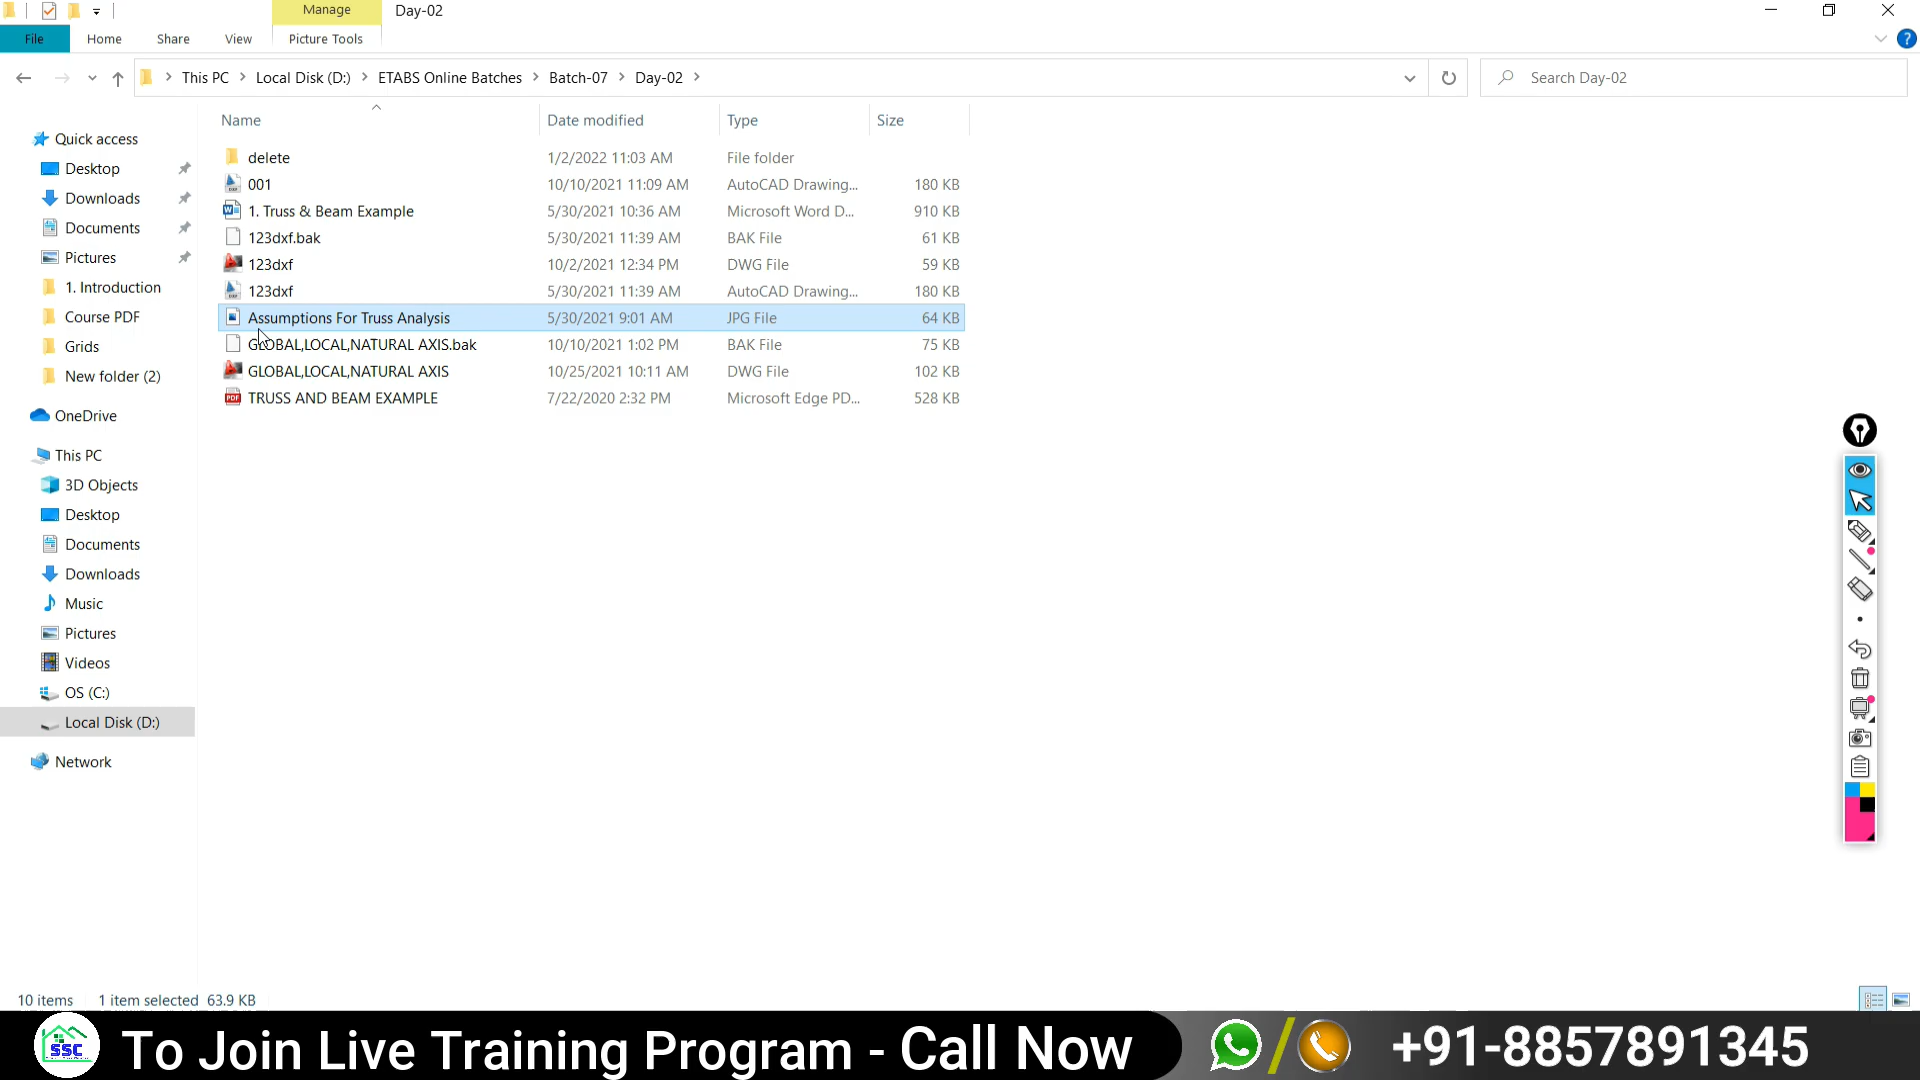 Manage
Day-02
File
Home
Share
View
Picture Tools
?
This PC
Local Disk (D:)
ETABS Online Batches
Batch-07
Day-02
Search Day-02
Name
Date modified
Type
Size
Quick access
Desktop
Downloads
Documents
Pictures
1. Introduction
Course PDF
Grids
New folder (2)
OneDrive
This PC
3D Objects
Desktop
Documents
Downloads
Music
Pictures
Videos
OS (C:)
Local Disk (D:)
Network
delete 1/2/2022 11:03 AM File folder
001 10/10/2021 11:09 AM AutoCAD Drawing... 180 KB
1. Truss & Beam Example 5/30/2021 10:36 AM Microsoft Word D... 910 KB
123dxf.bak 5/30/2021 11:39 AM BAK File 61 KB
123dxf 10/2/2021 12:34 PM DWG File 59 KB
123dxf 5/30/2021 11:39 AM AutoCAD Drawing... 180 KB
Assumptions For Truss Analysis 5/30/2021 9:01 AM JPG File 64 KB
GLOBAL,LOCAL,NATURAL AXIS.bak 10/10/2021 1:02 PM BAK File 75 KB
GLOBAL,LOCAL,NATURAL AXIS 10/25/2021 10:11 AM DWG File 102 KB
TRUSS AND BEAM EXAMPLE 7/22/2020 2:32 PM Microsoft Edge PD... 528 KB
10 items 1 item selected 63.9 KB
SSC
To Join Live Training Program - Call Now
+91-8857891345